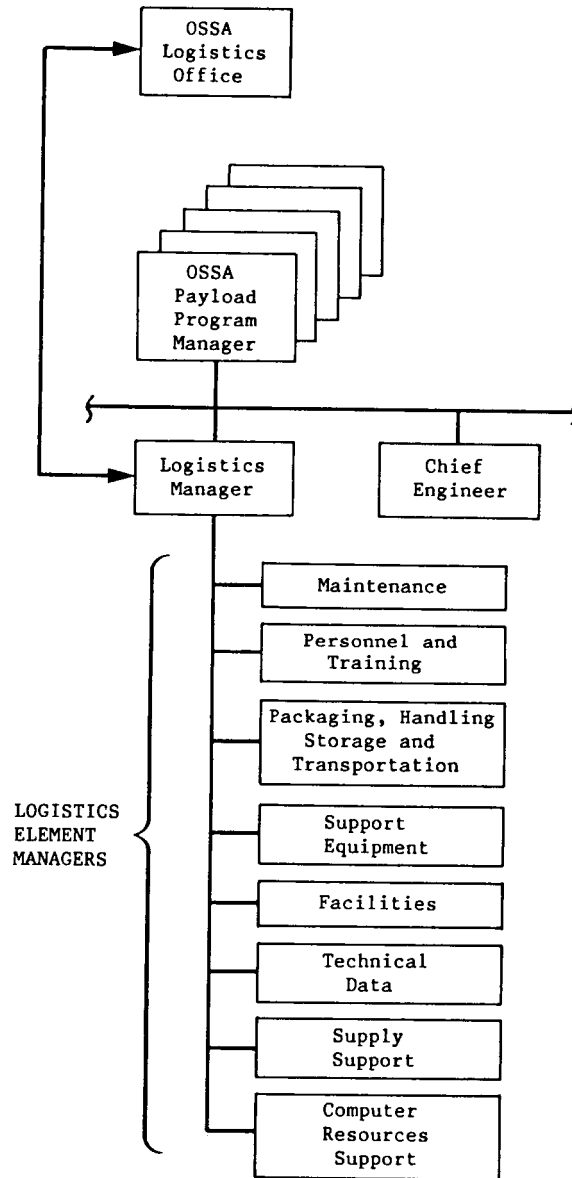 OSSA
Logistics
Office
OSSA
Payload
Program
Manager
Logistics
Manager
Chief
Engineer
Maintenance
Personnel and
Training
Packaging, Handling
Storage and
Transportation
LOGISTICS
ELEMENT
MANAGERS
Support
Equipment
Facilities
Technical
Data
Supply
Support
Computer
Resources
Support